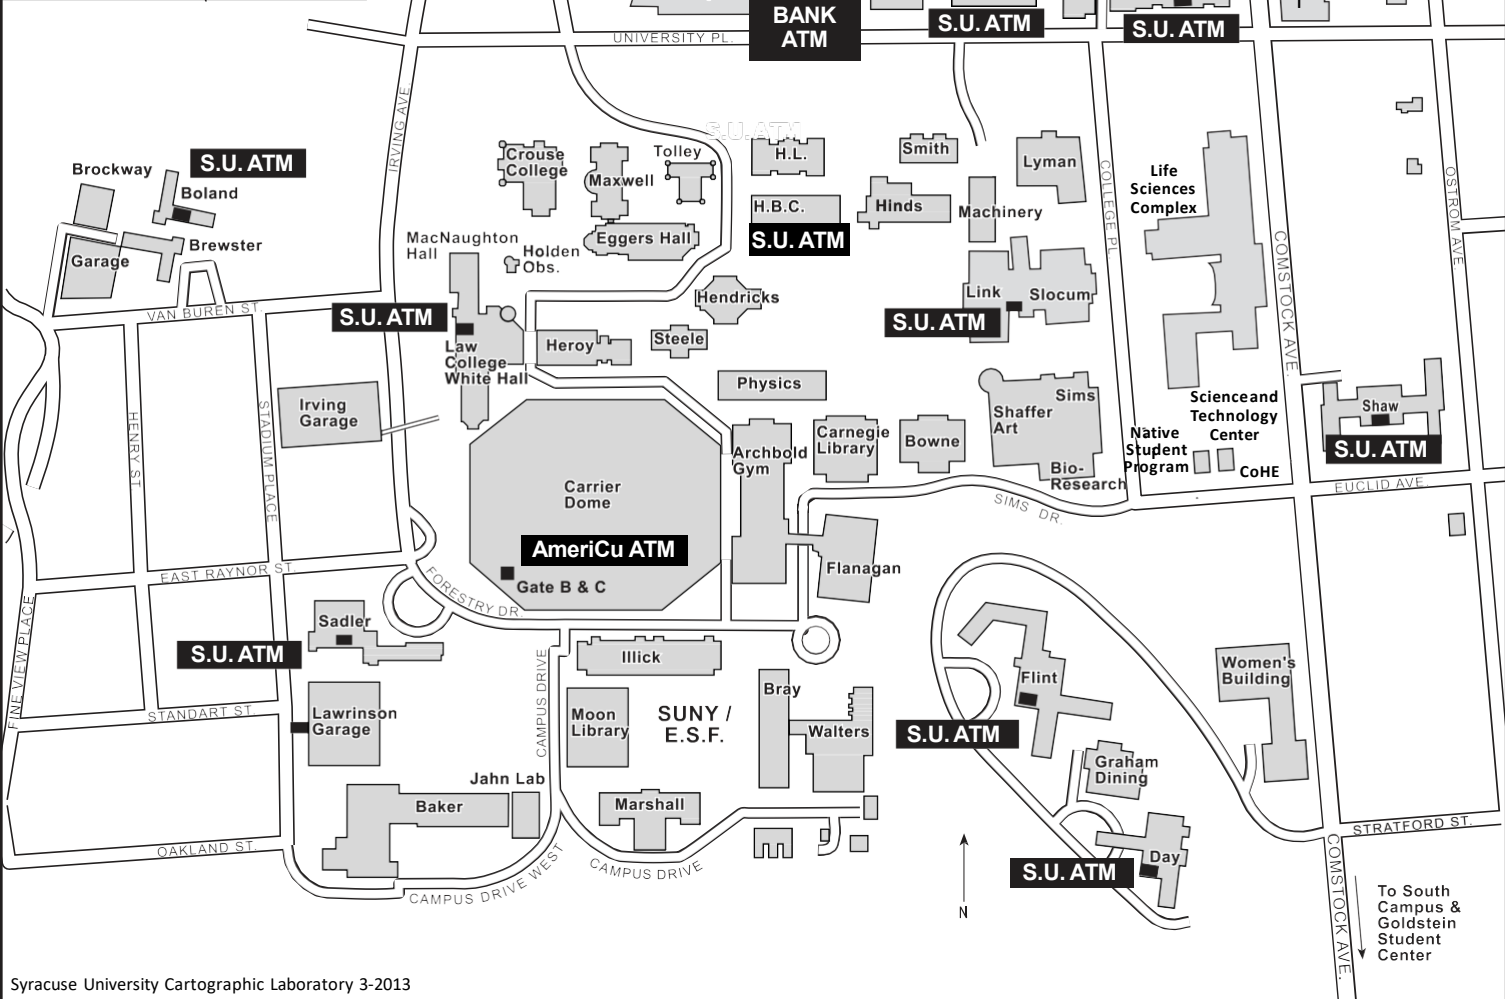 BANK
ATM
S.U. ATM
S.U. ATM
UNIVERSITY PL.
IRVING AVE.
S.U. ATM
Brockway
S.U. ATM
Boland
Brewster
Garage
Crouse
College
Maxwell
Tolley
H.L.
Smith
Lyman
Life
Sciences
Complex
COLLEGE PL.
OSTROM AVE.
COMSTOCK AVE.
H.B.C.
S.U. ATM
Hinds
Machinery
MacNaughton
Hall
Holden
Obs.
Eggers Hall
Hendricks
Link
Slocum
S.U. ATM
VAN BUREN ST.
S.U. ATM
Law
College
White Hall
Heroy
Steele
Physics
Irving
Garage
HENRY ST.
STADIUM PLACE
Carrier
Dome
AmeriCu ATM
Gate B & C
Archbold
Gym
Carnegie
Library
Bowne
Shaffer
Art
Sims
Bio-
Research
Native
Student
Program
Science and
Technology
Center
CoHE
Shaw
S.U. ATM
EUCLID AVE
SIMS DR.
Flanagan
EAST RAYNOR ST.
FORESTRY DR.
FINE VIEW PLACE
Sadler
S.U. ATM
Illick
CAMPUS DRIVE
STANDART ST.
Lawrinson
Garage
Moon
Library
SUNY /
E.S.F.
Bray
Walters
Flint
S.U. ATM
Women's
Building
Graham
Dining
Jahn Lab
Baker
Marshall
OAKLAND ST.
CAMPUS DRIVE WEST
CAMPUS DRIVE
Day
S.U. ATM
STRATFORD ST.
COMSTOCK AVE.
N
To South
Campus &
Goldstein
Student
Center
Syracuse University Cartographic Laboratory 3-2013